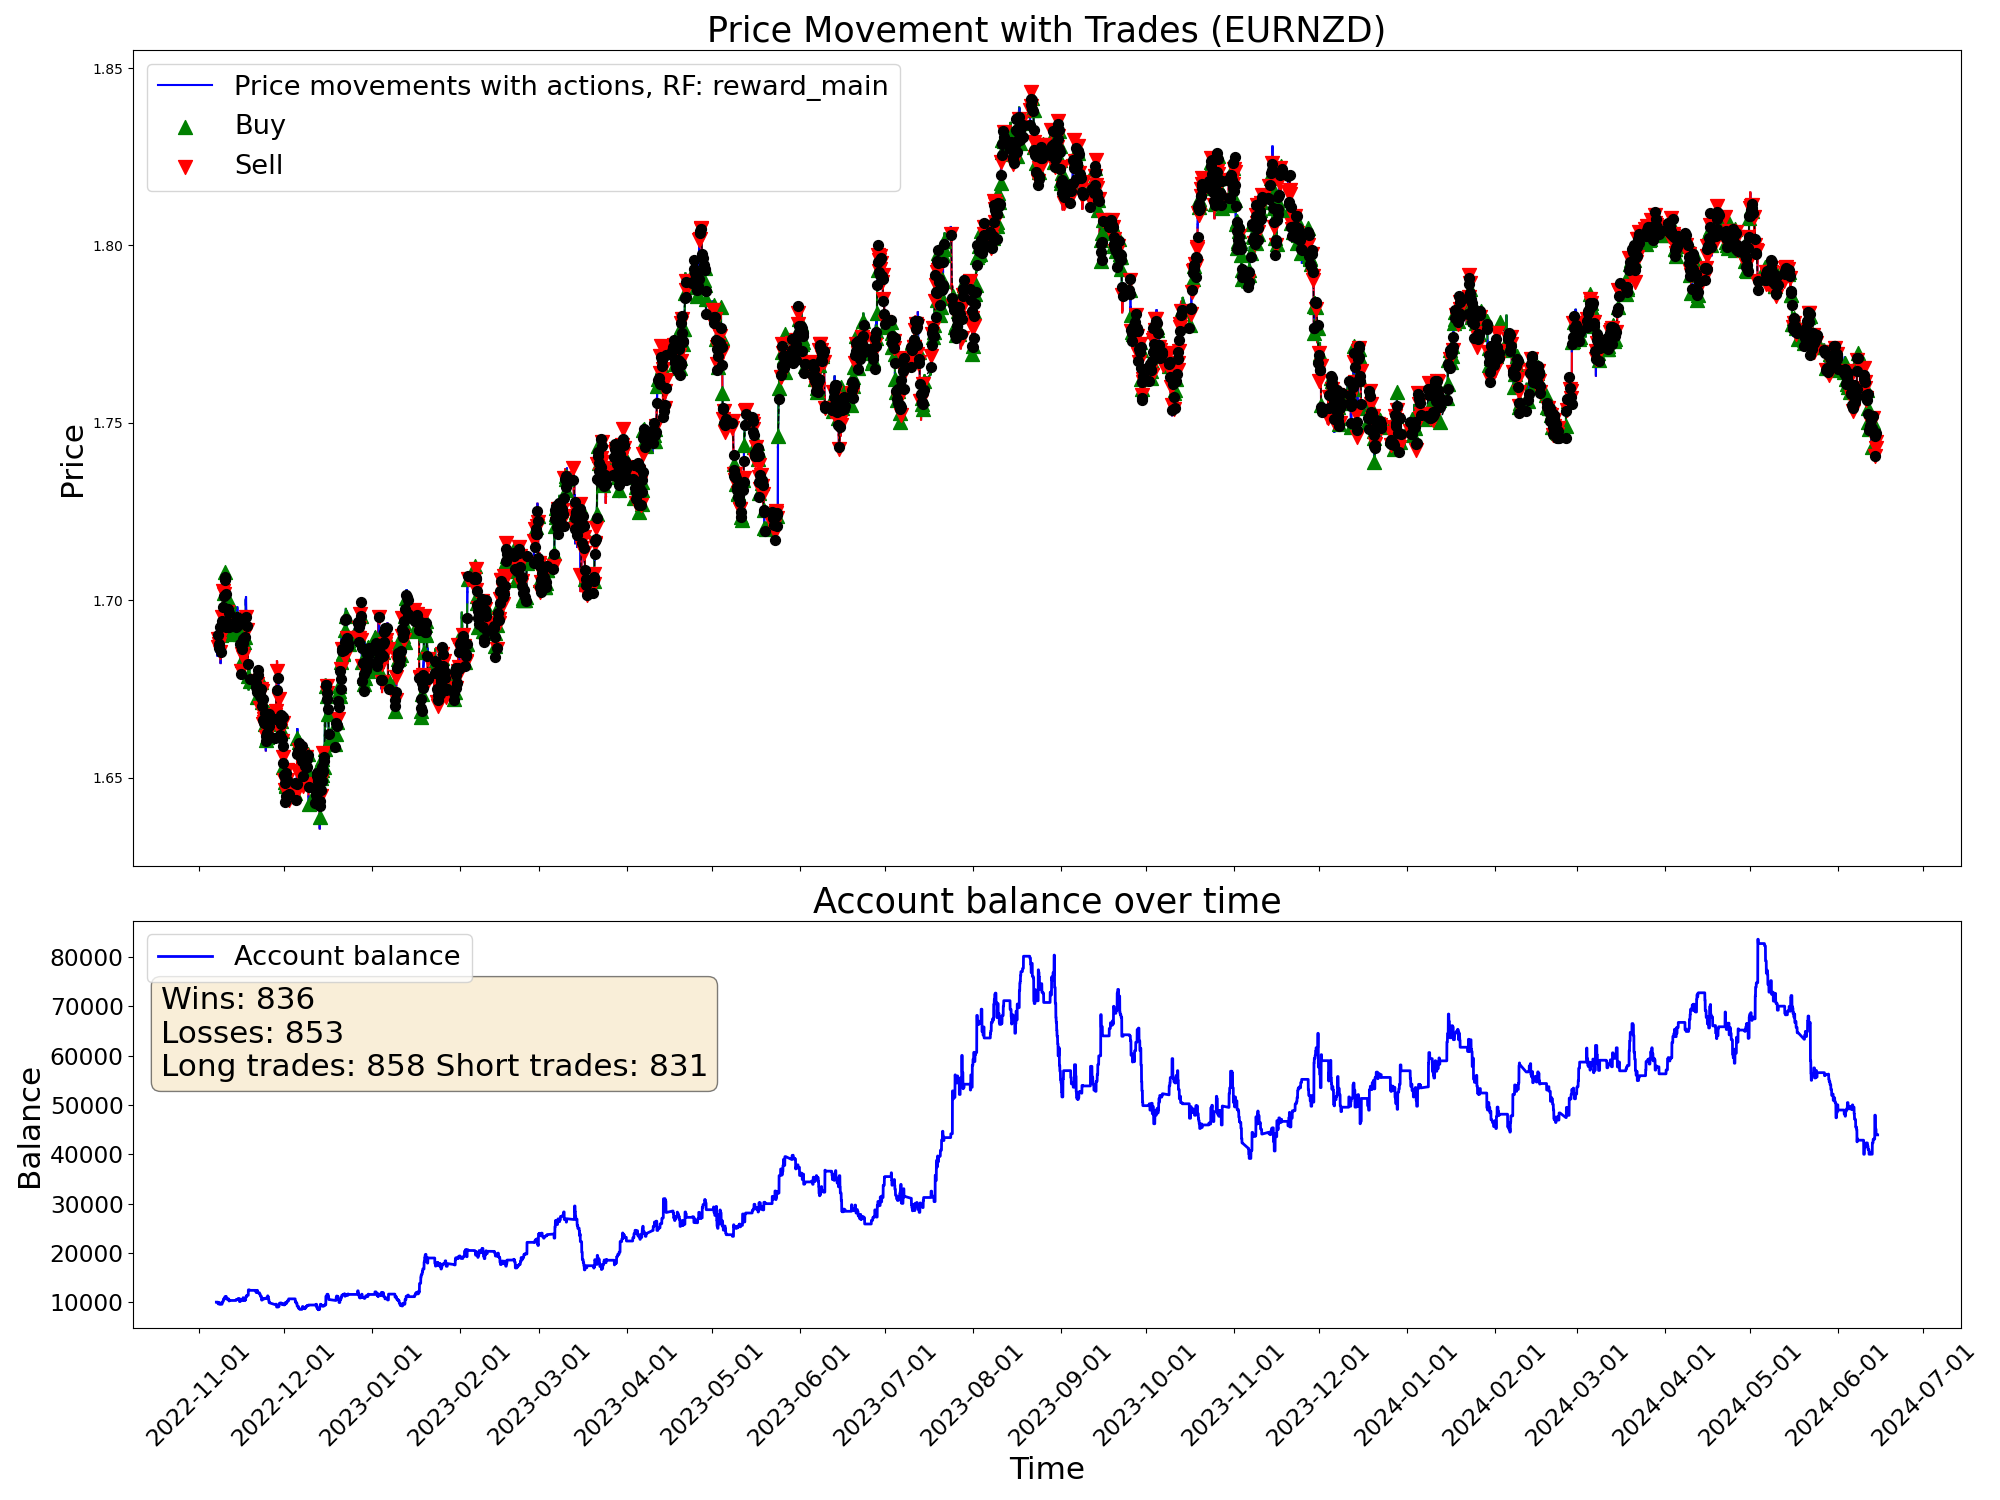 Price Movement with Trades (EURNZD)
Price movements with actions, RF: reward_main
Buy
Sell
1.85
1.80
1.75
1.70
1.65
Price
Account balance over time
Account balance
Wins: 836
Losses: 853
Long trades: 858 Short trades: 831
80000
70000
60000
50000
40000
30000
20000
10000
Balance
2022-11-01
2022-12-01
2023-01-01
2023-02-01
2023-03-01
2023-04-01
2023-05-01
2023-06-01
2023-07-01
2023-08-01
2023-09-01
2023-10-01
2023-11-01
2023-12-01
2024-01-01
2024-02-01
2024-03-01
2024-04-01
2024-05-01
2024-06-01
2024-07-01
Time